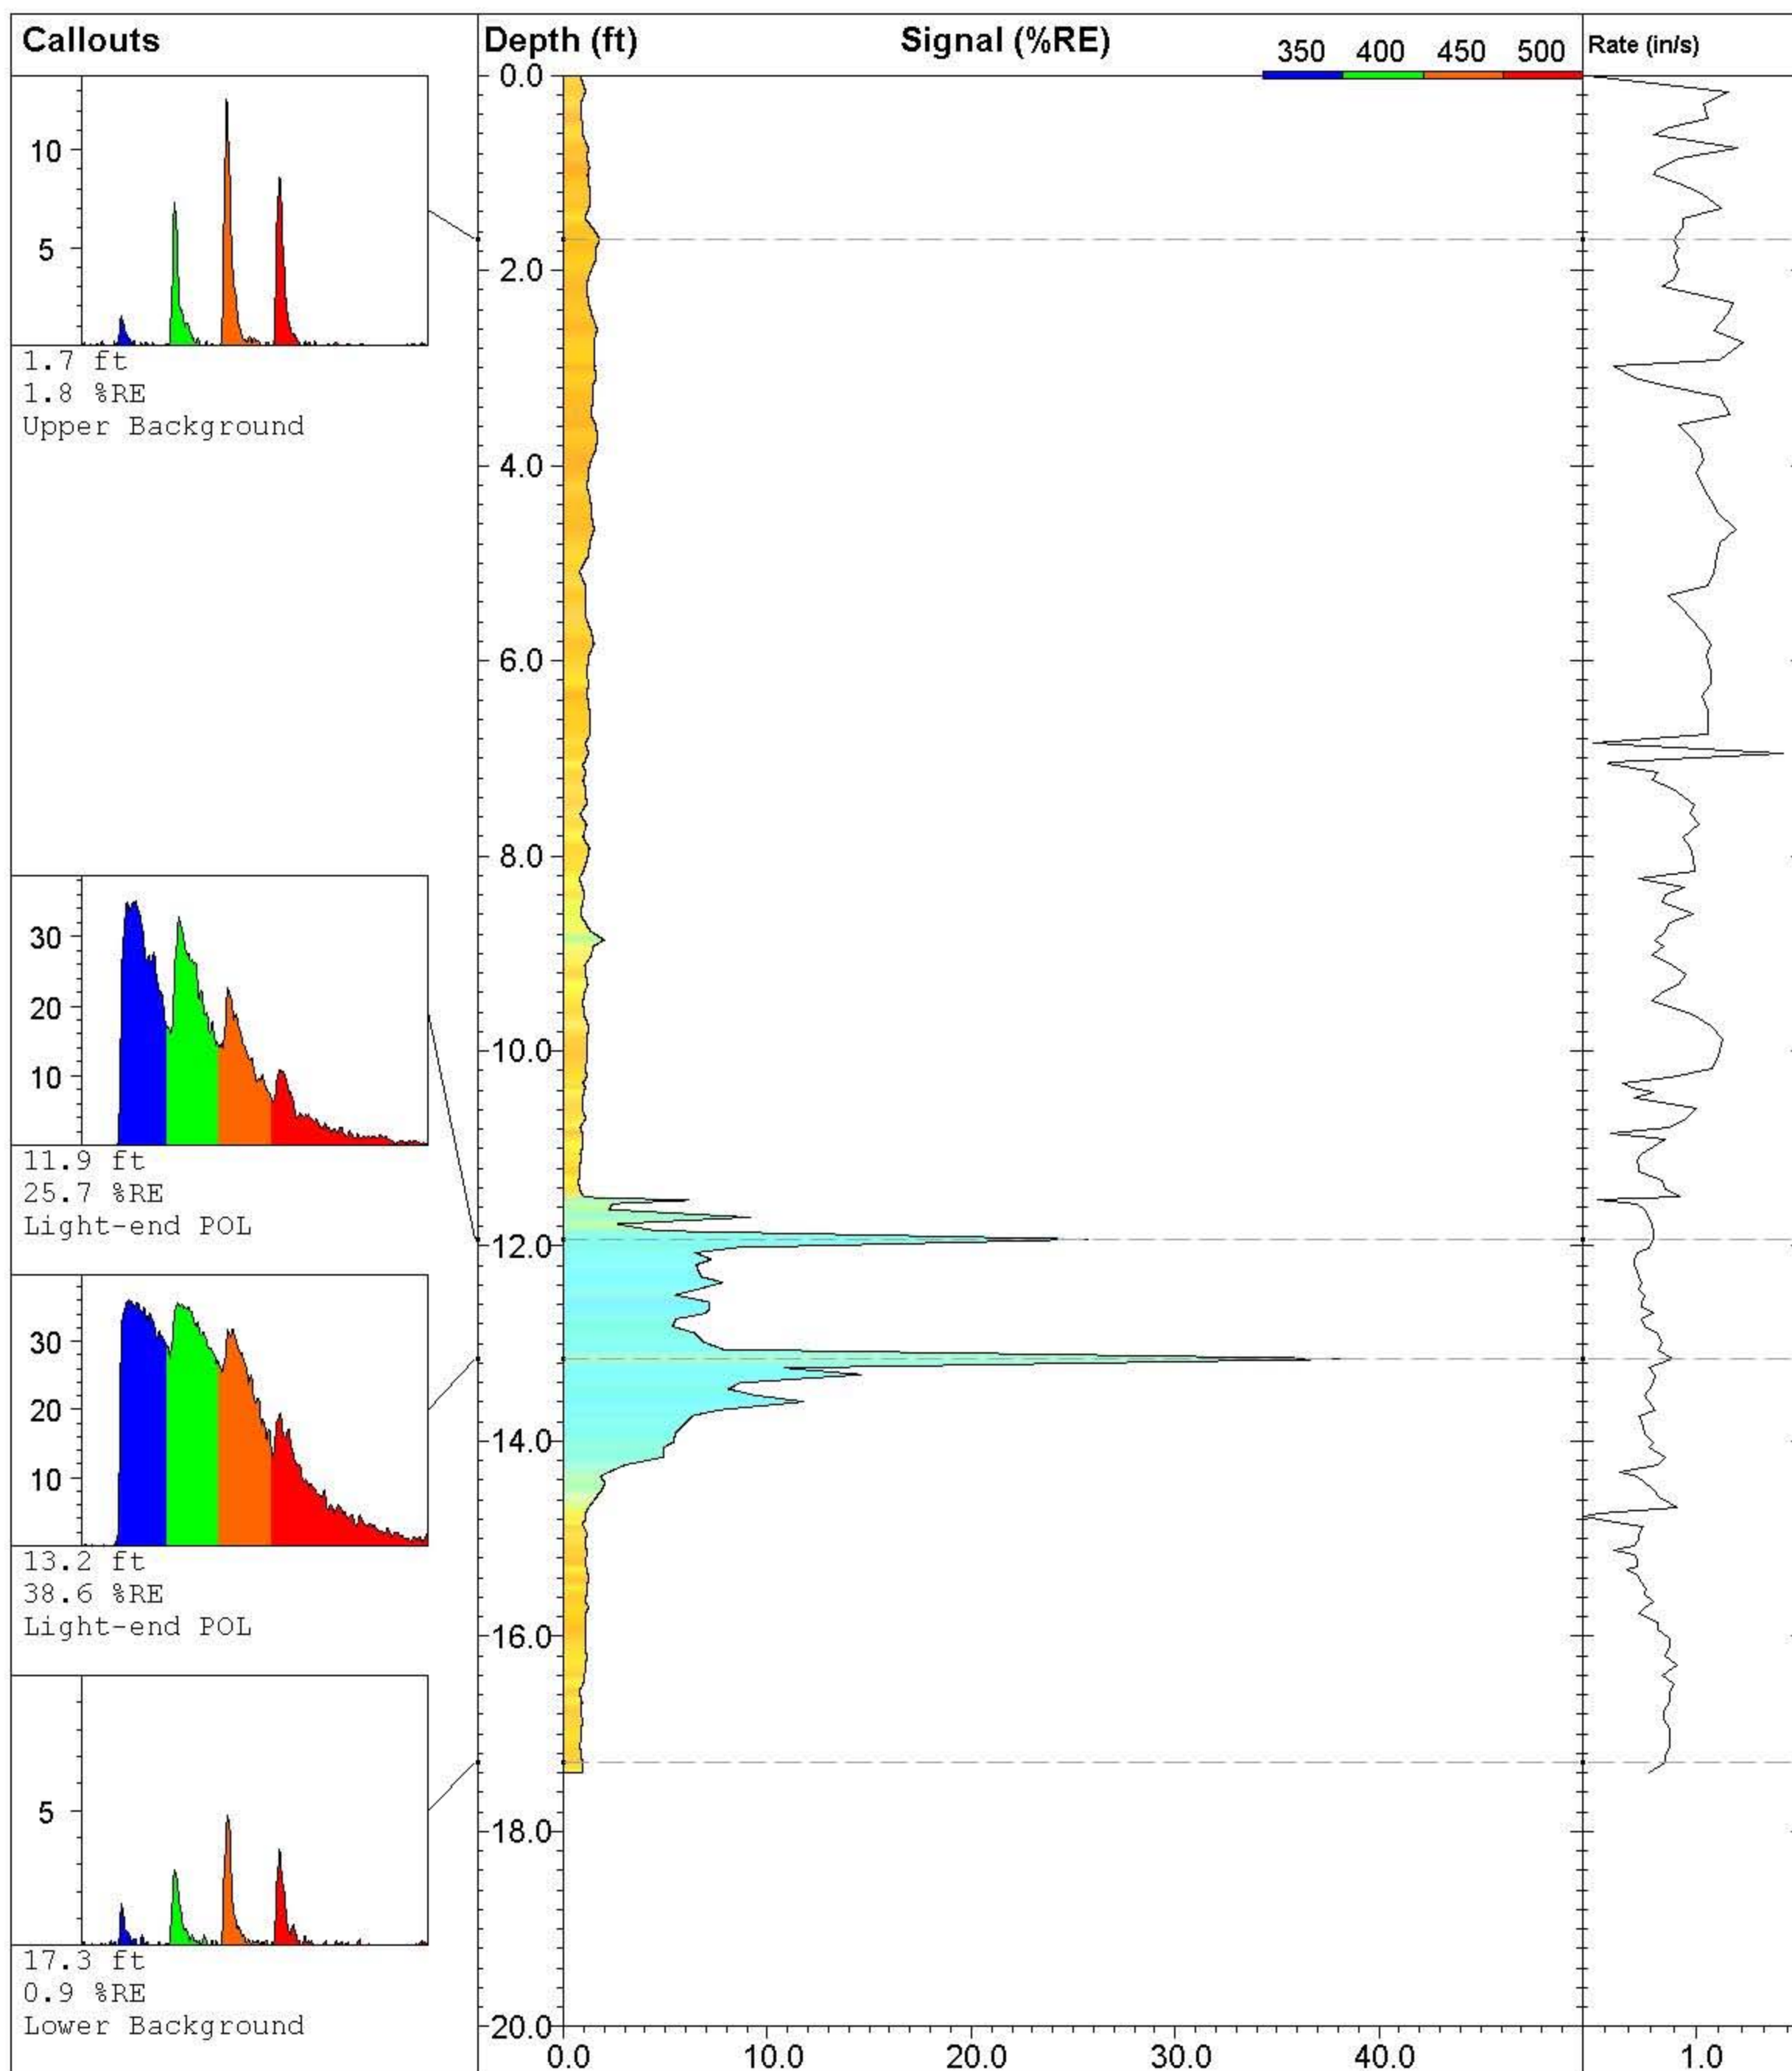 Callouts
Depth (ft)
Signal (%RE)
350 400 450 500
Rate (in/s)
10
5
1.7 ft
1.8 %RE
Upper Background
30
20
10
11.9 ft
25.7 %RE
Light-end POL
30
20
10
13.2 ft
38.6 %RE
Light-end POL
5
17.3 ft
0.9 %RE
Lower Background
0.0
2.0
4.0
6.0
8.0
10.0
12.0
14.0
16.0
18.0
20.0
0.0 10.0 20.0 30.0 40.0
1.0